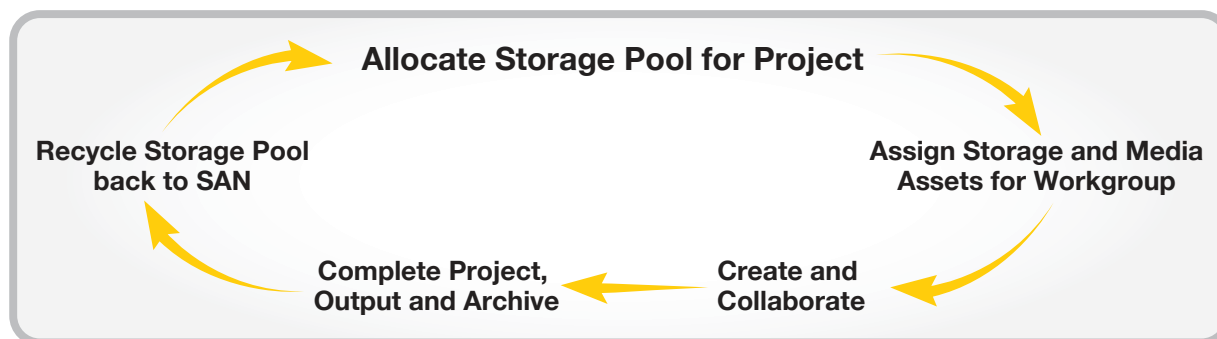 Allocate Storage Pool for Project
Assign Storage and Media
Assets for Workgroup
Create and
Collaborate
Complete Project,
Output and Archive
Recycle Storage Pool
back to SAN